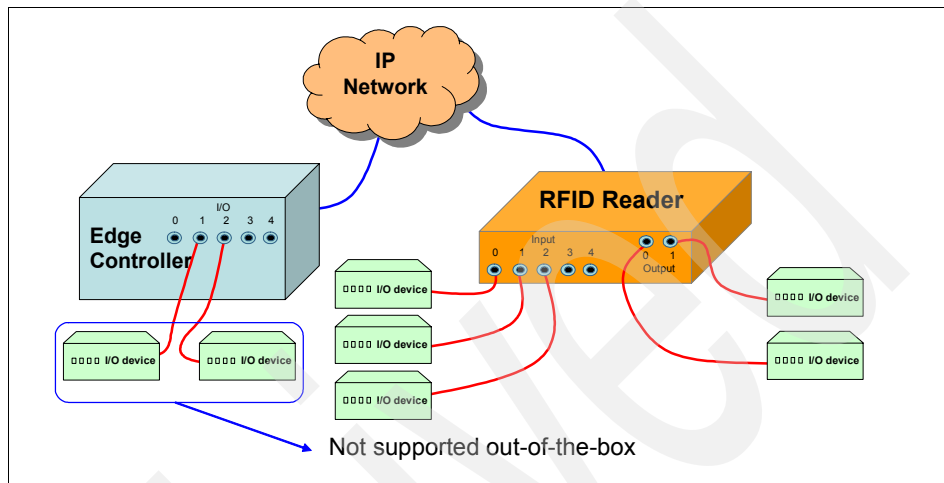 IP
Network
Edge
Controller
I/O
0 1 2 3 4
RFID Reader
Input
0 1 2 3 4
0 1
Output
I/O device
I/O device
I/O device
I/O device
I/O device
I/O device
I/O device
Not supported out-of-the-box